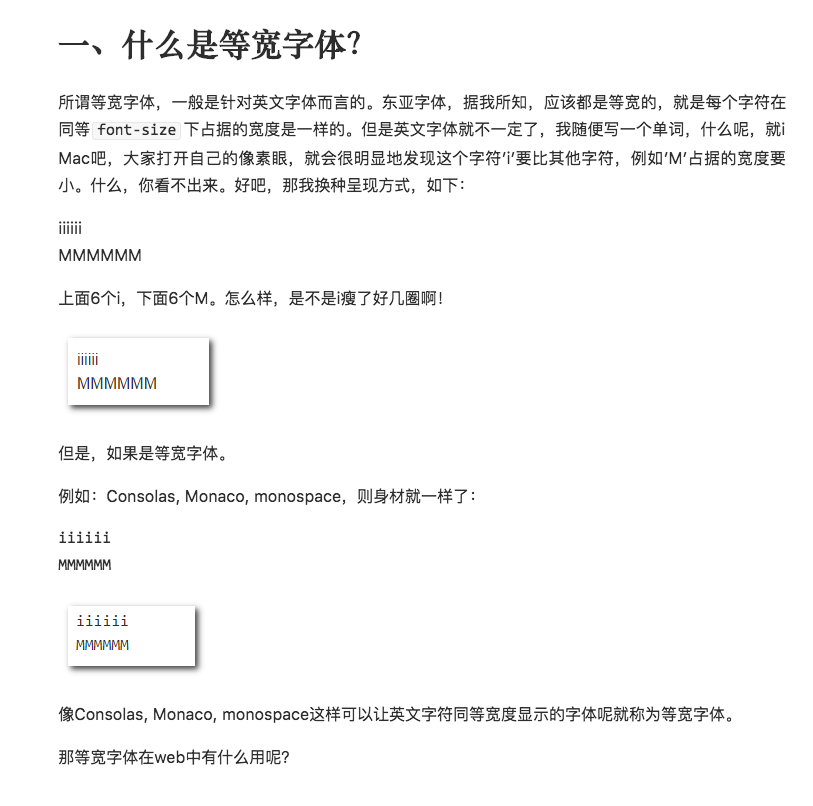 一、什么是等宽字体？
所谓等宽字体，一般是针对英文字体而言的。东亚字体，据我所知，应该都是等宽的，就是每个字符在
同等 font-size 下占据的宽度是一样的。但是英文字体就不一定了，我随便写一个单词，什么呢，就i
Mac吧，大家打开自己的像素眼，就会很明显地发现这个字符‘i’要比其他字符，例如‘M’占据的宽度要
小。什么，你看不出来。好吧，那我换种呈现方式，如下：
iiiiii
MMMMMM
上面6个i，下面6个M。怎么样，是不是i瘦了好几圈啊！
iiiiii
MMMMMM
但是，如果是等宽字体。
例如：Consolas, Monaco, monospace，则身材就一样了：
iiiiii
MMMMMM
iiiiii
MMMMMM
像Consolas, Monaco, monospace这样可以让英文字符同等宽度显示的字体呢就称为等宽字体。
那等宽字体在web中有什么用呢?